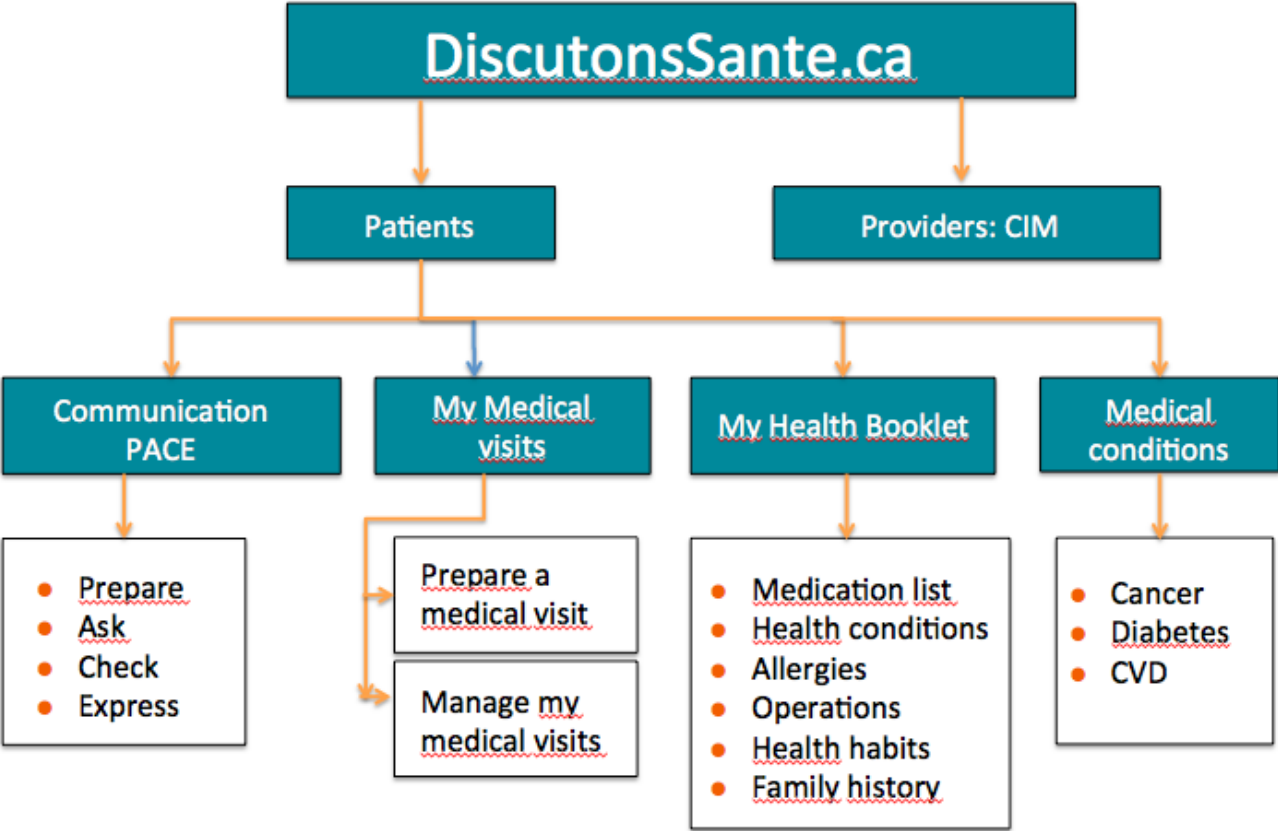 DiscutonsSante.ca
Patients
Providers: CIM
Communication
PACE
My Medical
visits
My Health Booklet
Medical
conditions
Prepare
Ask
Check
Express
Prepare a
medical visit
Manage my
medical visits
Medication list
Health conditions
Allergies
Operations
Health habits
Family history
Cancer
Diabetes
CVD